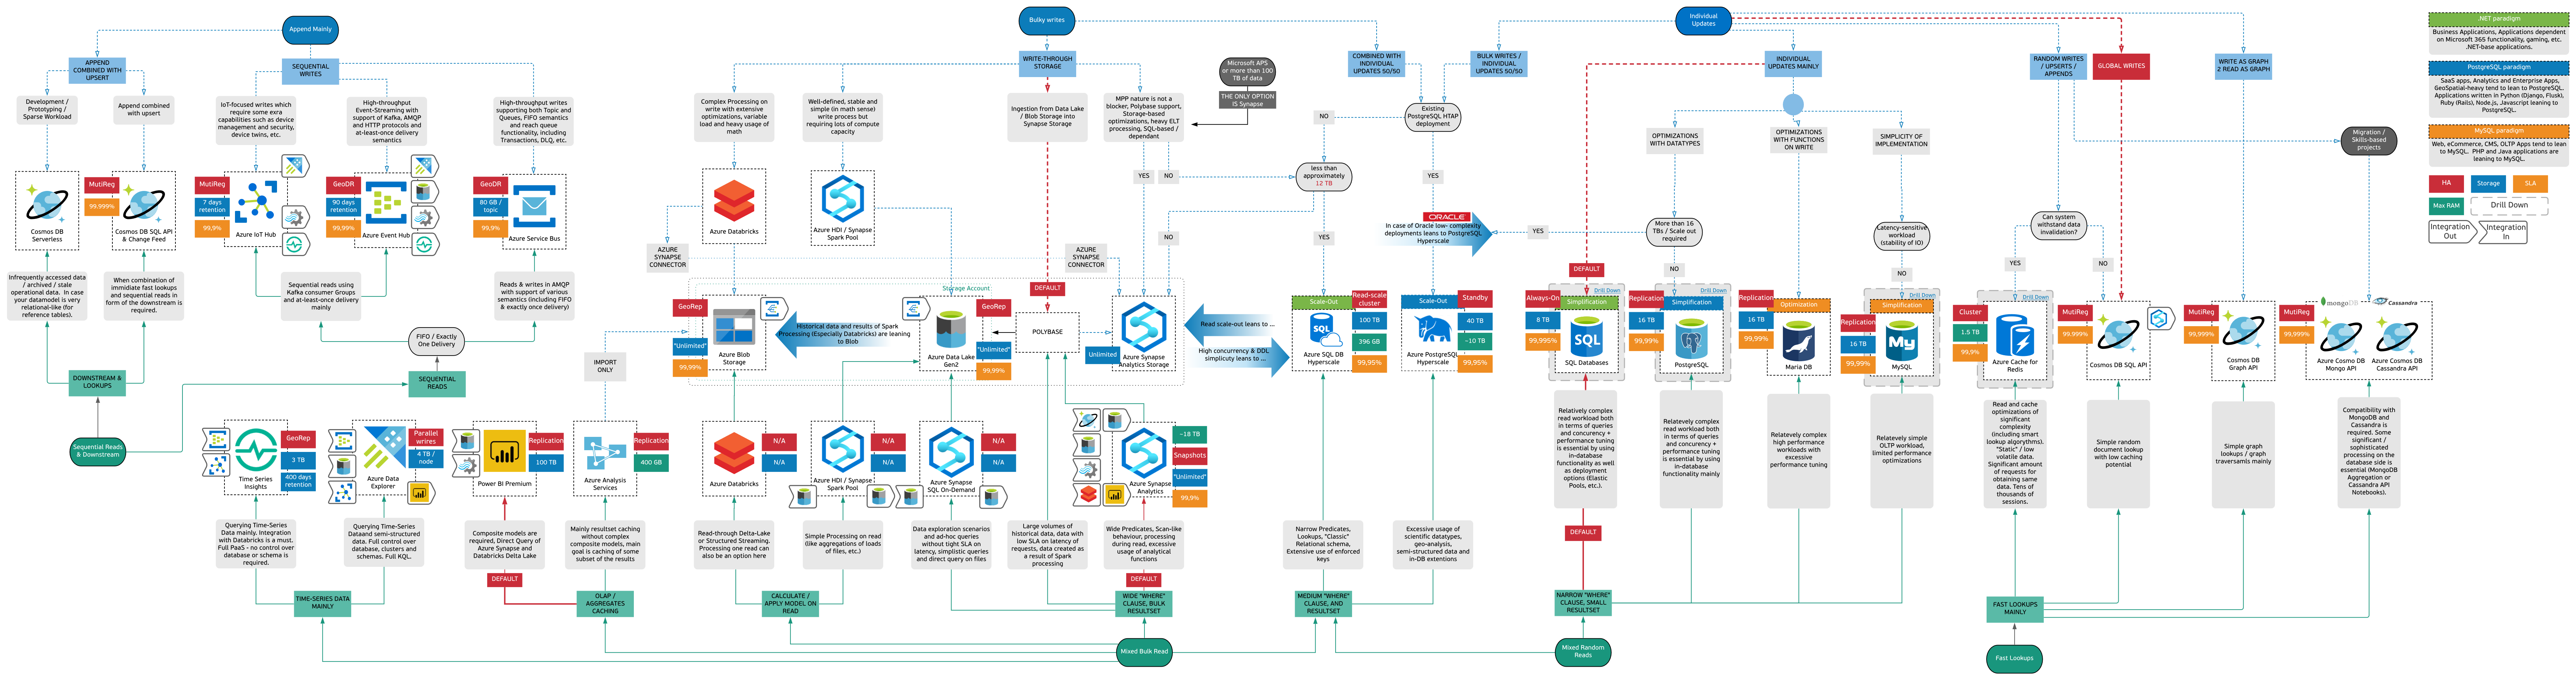 Append Mainly
Bulky writes
Individual
Updates
APPEND
COMBINED WITH
UPSERT
SEQUENTIAL
WRITES
WRITE-THROUGH
STORAGE
COMBINED WITH
INDIVIDUAL
UPDATES 50/50
BULK WRITES /
INDIVIDUAL
UPDATES 50/50
INDIVIDUAL
UPDATES MAINLY
RANDOM WRITES
/ UPSERTS /
APPENDS
GLOBAL WRITES
WRITE AS GRAPH
2 READ AS GRAPH
.NET paradigm
Business Applications, Applications dependent
on Microsoft 365 functionality, gaming, etc.
.NET-base applications.
PostgreSQL paradigm
SaaS apps, Analytics and Enterprise Apps,
GeoSpatial-heavy tend to lean to PostgreSQL.
Applications written in Python (Django, Flusk),
Ruby (Rails), Node.js, Javascript leaning to
PostgreSQL.
MySQL paradigm
Web, eCommerce, CMS, OLTP Apps tend to lean
to MySQL. PHP and Java applications are
leaning to MySQL.
HA
Storage
SLA
Max RAM
Drill Down
Integration
Out
Integration
In
Development /
Prototyping /
Sparse Workload
Append combined
with upsert
IoT-focused writes which
require some exra
capabilities such as device
management and security,
device twins, etc.
High-throughput
Event-Streaming with
support of Kafka, AMQP
and HTTP protocols and
at-least-once delivery
semantics
High-throughput writes
supporting both Topic and
Queues, FIFO semantics
and reach queue
functionality, including
Transactions, DLQ, etc.
Complex Processing on
write with extensive
optimizations, variable
load and heavy usage of
math
Well-defined, stable and
simple (in math sense)
write process but
requiring lots of compute
capacity
Ingestion from Data Lake
/ Blob Storage into
Synapse Storage
MPP nature is not a
blocker, Polybase support,
Storage-based
optimizations, heavy ELT
processing, SQL-based /
dependant
Microsoft APS
or more than 100
TB of data
THE ONLY OPTION
IS Synapse
Existing
PostgreSQL HTAP
deployment
NO
YES
less than
approximately
12 TB
YES
NO
NO
YES
OPTIMIZATIONS
WITH DATATYPES
OPTIMIZATIONS
WITH FUNCTIONS
ON WRITE
SIMPLICITY OF
IMPLEMENTATION
Migration /
Skills-based
projects
Cosmos DB
Serverless
MutiReg
99.999%
Cosmos DB SQL API
& Change Feed
MutiReg
7 days
retention
99,9%
Azure IoT Hub
GeoDR
90 days
retention
99,99%
Azure Event Hub
GeoDR
80 GB /
topic
99,9%
Azure Service Bus
Azure Databricks
Azure HDI / Synapse
Spark Pool
ORACLE
In case of Oracle low- complexity
deployments leans to PostgreSQL
Hyperscale
YES
More than 16
TBs / Scale out
required
NO
Latency-sensitive
workload
(stability of IO)
NO
Can system
withstand data
invalidation?
YES
NO
AZURE
SYNAPSE
CONNECTOR
AZURE
SYNAPSE
CONNECTOR
DEFAULT
DEFAULT
Infrequently accessed data
/ archived / stale
operational data. In case
your datamodel is very
relational-like (for
reference tables).
When combination of
immidiate fast lookups
and sequential reads in
form of the downstream is
required.
Sequential reads using
Kafka consumer Groups
and at-least-once delivery
mainly
Reads & writes in AMQP
with support of various
semantics (including FIFO
& exactly once delivery)
FIFO / Exactly
One Delivery
SEQUENTIAL
READS
DOWNSTREAM &
LOOKUPS
Sequential Reads
& Downstream
Storage Account
GeoRep
"Unlimited"
99,99%
Azure Blob
Storage
Historical data and results of Spark
Processing (Especially Databricks) are leaning
to Blob
Azure Data Lake
Gen2
GeoRep
"Unlimited"
99,99%
POLYBASE
Unlimited
Azure Synapse
Analytics Storage
Read scale-out leans to ...
High concurrency & DDL
simplicuty leans to ...
Scale-Out
Azure SQL DB
Hyperscale
Read-scale
cluster
100 TB
396 GB
99,95%
Scale-Out
Azure PostgreSQL
Hyperscale
Standby
40 TB
~10 TB
99,95%
Always-On
8 TB
99,995%
Drill Down
Simplification
SQL
SQL Databases
Replication
16 TB
99,99%
Drill Down
Simplification
PostgreSQL
Replication
16 TB
99,99%
Optimization
Maria DB
Replication
16 TB
99,99%
Drill Down
Simplification
My
MySQL
Cluster
1.5 TB
99,9%
Drill Down
Azure Cache for
Redis
MutiReg
99,999%
Cosmos DB SQL API
MutiReg
99,999%
Cosmos DB
Graph API
MutiReg
99,999%
mongoDB
cassandra
Azure Cosmo DB
Mongo API
Azure Cosmos DB
Cassandra API
IMPORT
ONLY
Time Series
Insights
GeoRep
3 TB
400 days
retention
Azure Data
Explorer
Parallel
wrires
4 TB /
node
Power BI Premium
Replication
100 TB
Azure Analysis
Services
Replication
400 GB
Azure Databricks
N/A
N/A
Azure HDI / Synapse
Spark Pool
N/A
N/A
Azure Synapse
SQL On-Demand
N/A
N/A
Azure Synapse
Analytics
~18 TB
Snapshots
"Unlimited"
99,9%
Relatively complex
read workload both
in terms of queries
and concurency +
performance tuning
is essential by using
in-database
functionality as well
as deployment
options (Elastic
Pools, etc.).
Relatively complex
read workload both
in terms of queries
and concurency +
performance tuning
is essential by using
in-database
functionality mainly
Relatively complex
high performance
workloads with
excessive
performance tuning
Relatively simple
OLTP workload,
limited performance
optimizations
Read and cache
optimizations of
significant
complexity
(including smart
lookup algorythms).
"Static" / low
volatile data.
Significant amount of
requests for
obtaining same
data. Tens of
thousands of
sessions.
Simple random
document lookup
with low caching
potential
Simple graph
lookups / graph
traversamls mainly
Compatibility with
MongoDB and
Cassandra is
required. Some
significant /
sophisticated
processing on the
database side is
essential (MongoDB
Aggregation or
Cassandra API
Notebooks).
Querying Time-Series
Data mainly. Integration
with Databricks is a must.
Full PaaS - no control over
database or schema is
required.
Querying Time-Series
Dataand semi-structured
data. Full control over
database, clusters and
schemas. Full KQL.
Composite models are
required, Direct Query of
Azure Synapse and
Databricks Delta Lake
Mainly resultset caching
without complex
composite models, main
goal is caching of some
subset of the results
Read-through Delta-Lake
or Structured Streaming.
Processing one read can
also be an option here
Simple Processing on read
(like aggregations of loads
of files, etc.)
Data exploration scenarios
and ad-hoc queries
without tight SLA on
latency, simplistic queries
and direct query on files
Large volumes of
historical data, data with
low SLA on latency of
requests, data created as
a result of Spark
processing
Wide Predicates, Scan-like
behaviour, processing
during read, excessive
usage of analytical
functions
Narrow Predicates,
Lookups, "Classic"
Relational schema,
Extensive use of enforced
keys
Excessive usage of
scientific datatypes,
geo-analysis,
semi-structured data and
in-DB extentions
DEFAULT
DEFAULT
DEFAULT
TIME-SERIES DATA
MAINLY
OLAP /
AGGREGATES
CACHING
CALCULATE /
APPLY MODEL ON
READ
WIDE "WHERE"
CLAUSE, BULK
RESULTSET
MEDIUM "WHERE"
CLAUSE, AND
RESULTSET
NARROW "WHERE"
CLAUSE, SMALL
RESULTSET
FAST LOOKUPS
MAINLY
Mixed Bulk Read
Mixed Random
Reads
Fast Lookups